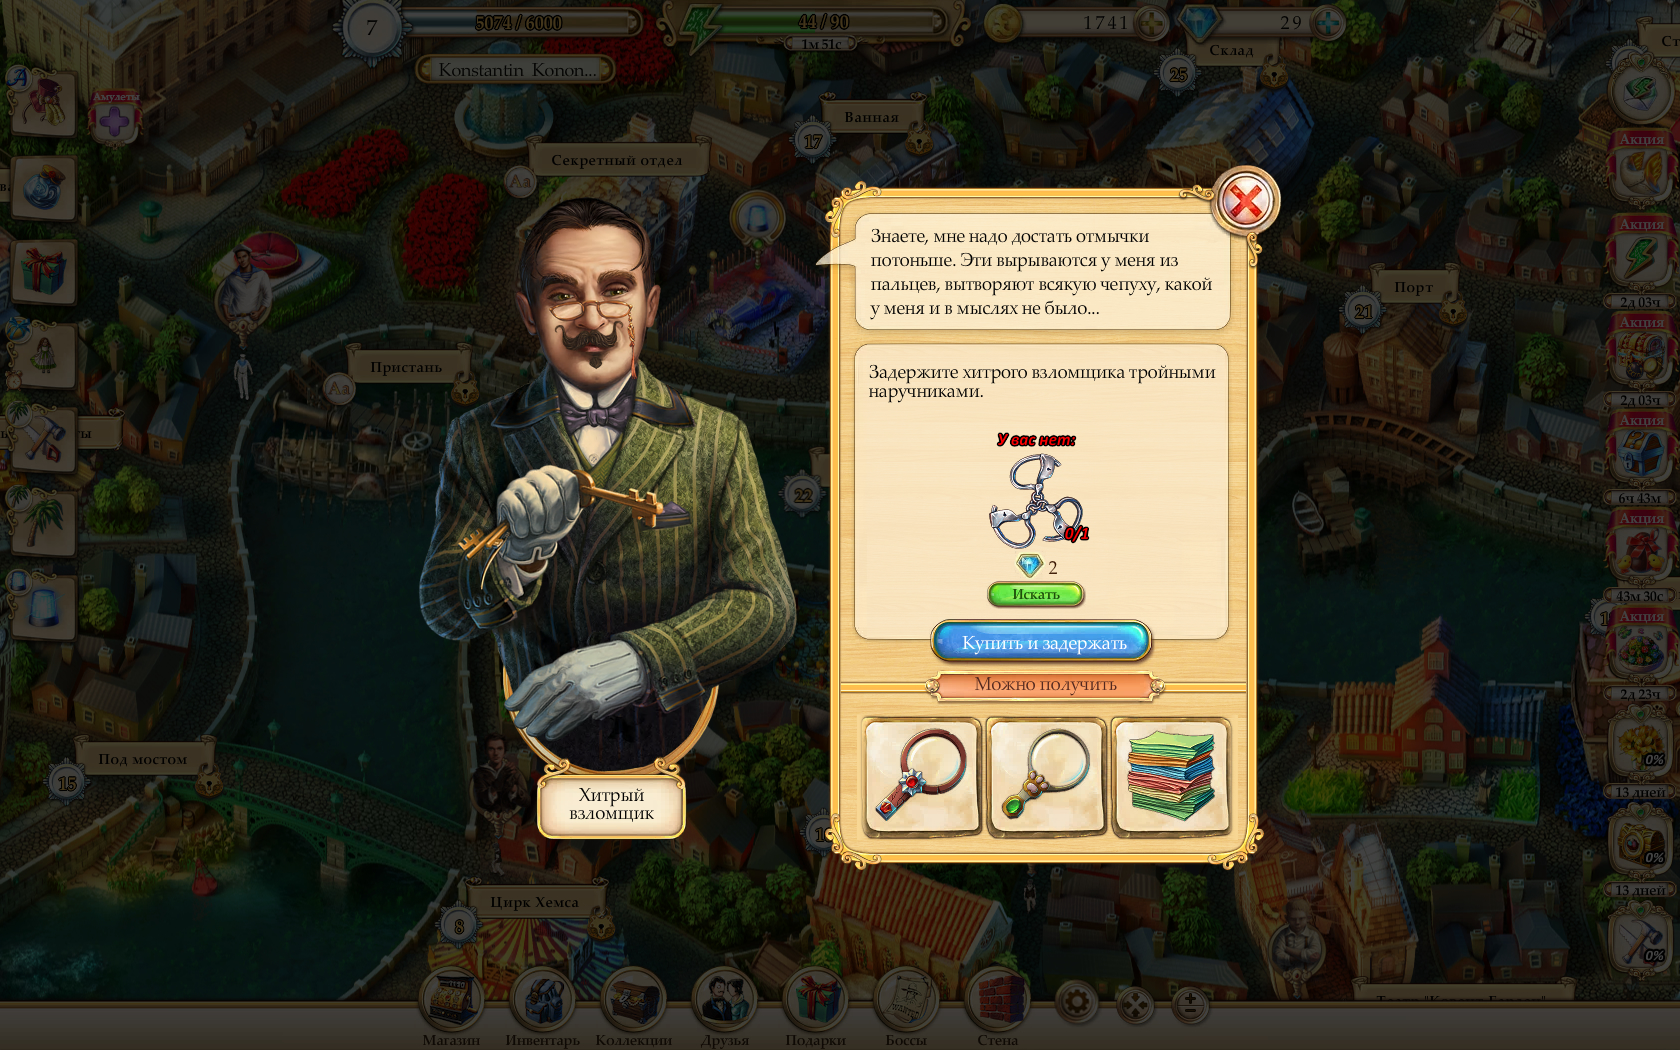 7
5074 / 6000
44 / 90
1м 51с
1741
29
Konstantin Konon...
Склад
25
Амулеты
Ванная
17
Секретный отдел
Aa
Акция
Знаете, мне надо достать отмычки
потоньше. Эти вырываются у меня из
пальцев, вытворяют всякую чепуху, какой
у меня и в мыслях не было...
Акция
Порт
21
2д 03ч
Акция
Пристань
Aa
Задержите хитрого взломщика тройными
наручниками.
2д 03ч
Акция
У вас нет:
22
0/1
6ч 43м
Акция
2
Искать
43м 30с
Акция
Купить и задержать
Можно получить
2д 23ч
0%
Под мостом
15
13 дней
0%
Хитрый
взломщик
13 дней
0%
Цирк Хемса
8
Магазин
Инвентарь
Коллекции
Друзья
Подарки
Боссы
Стена